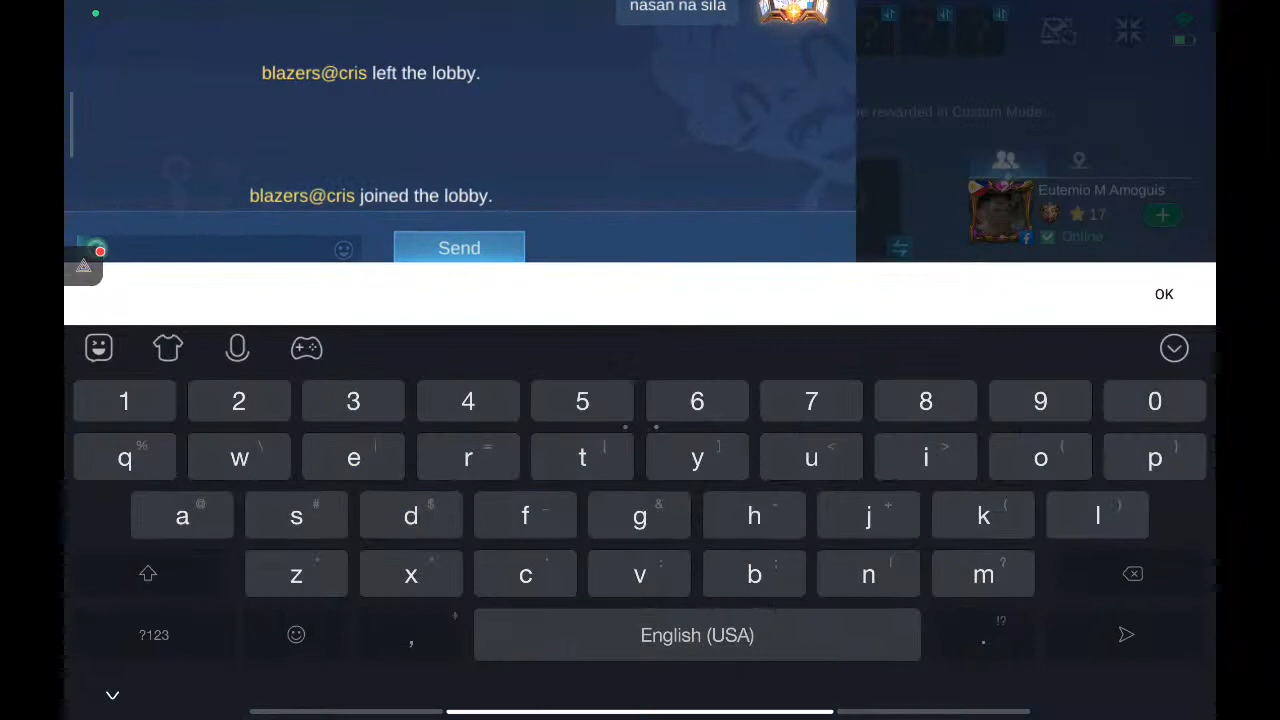 nasan na sila
blazers@cris left the lobby.
be rewarded in Custom Mode...
blazers@cris joined the lobby.
Eutemio M Amoguis
17
Online
Send
OK
1 2 3 4 5 6 7 8 9 0
q % w \ e | r = t [ y ] u < i > o { p }
a @ s # d $ f _ g & h - j + k ( l )
z * x " c ' v : b ; n / m ?
?123 , English (USA) . !?